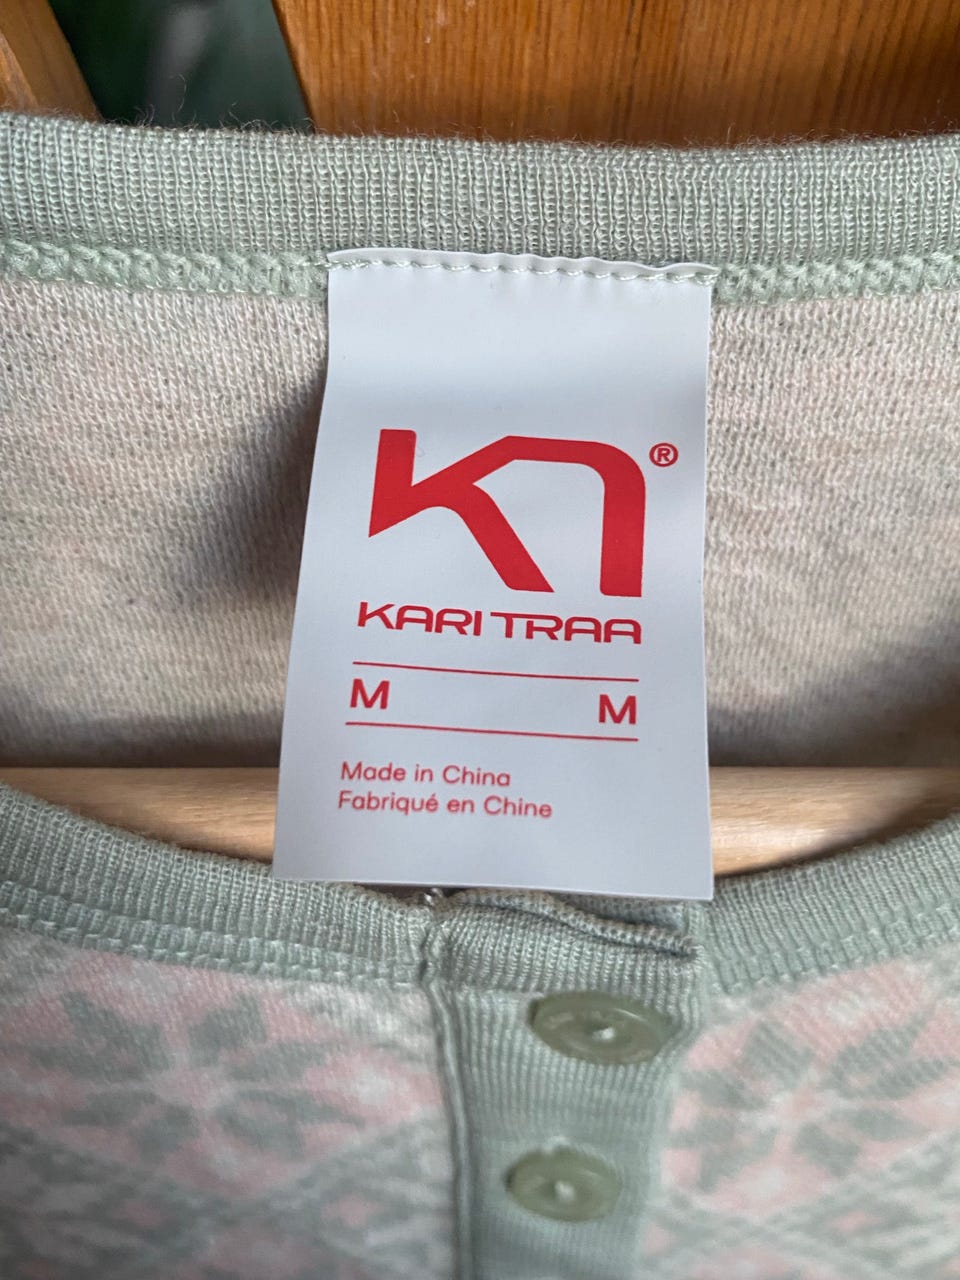 ®
KARI TRAA
M M
Made in China
Fabriqué en Chine